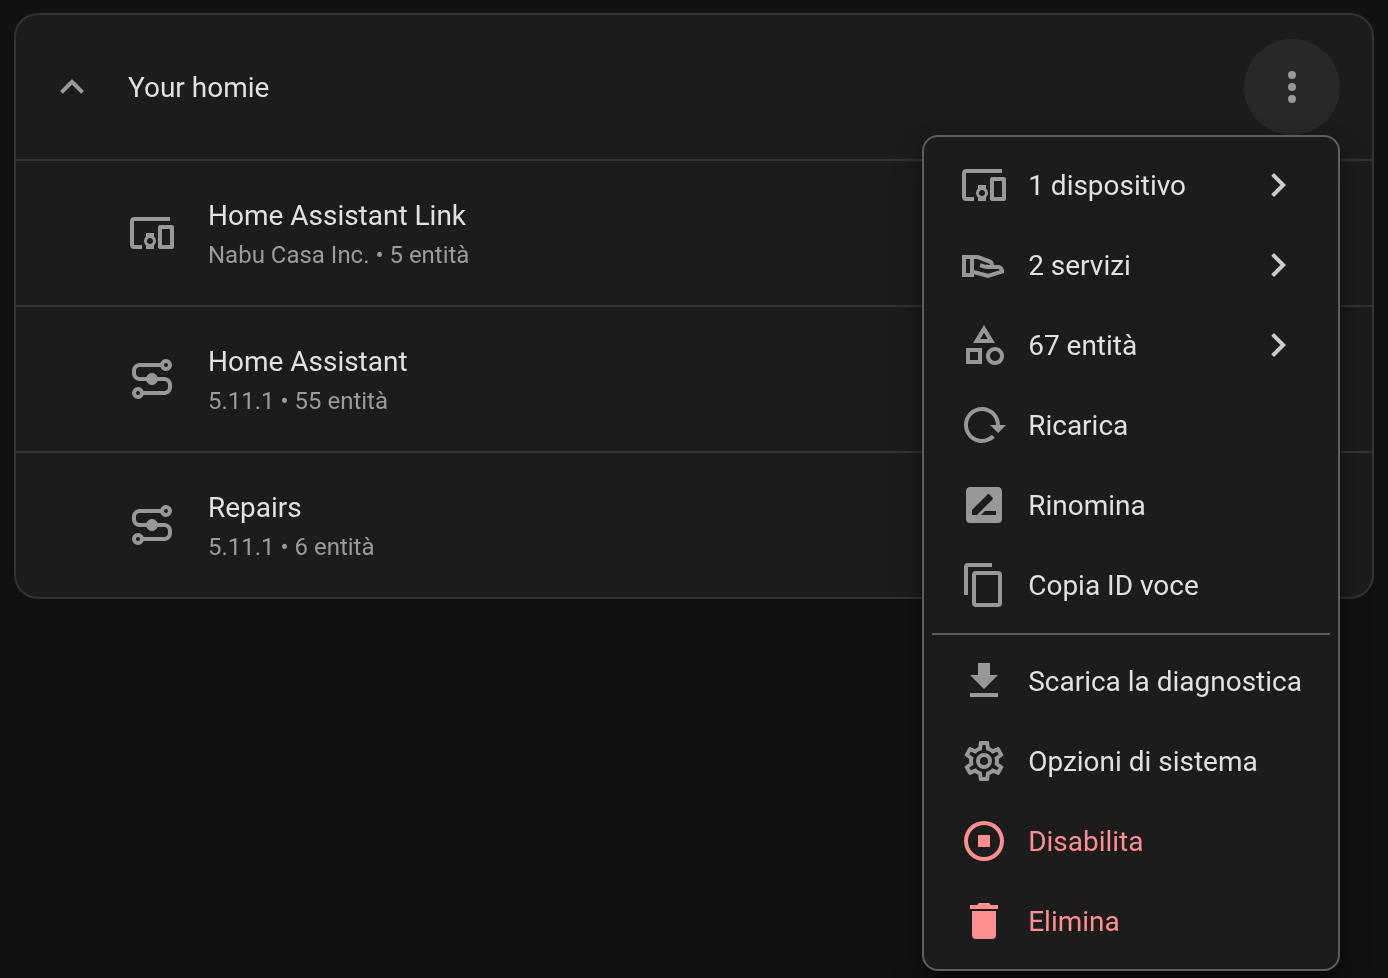 Your homie
Home Assistant Link
Nabu Casa Inc. • 5 entità
Home Assistant
5.11.1 • 55 entità
Repairs
5.11.1 • 6 entità
1 dispositivo
2 servizi
67 entità
Ricarica
Rinomina
Copia ID voce
Scarica la diagnostica
Opzioni di sistema
Disabilita
Elimina